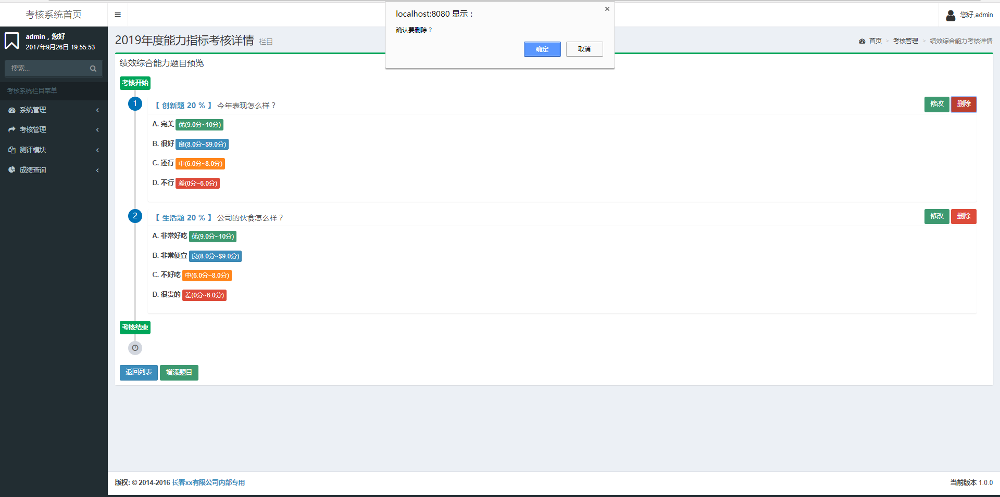 考核系统首页
localhost:8080 显示：
确认要删除？
确定
取消
您好,admin
admin，您好
2017年9月26日 19:55:53
搜索...
考核系统栏目菜单
系统管理
考核管理
测评模块
成绩查询
2019年度能力指标考核详情 栏目
首页 > 考核管理 > 绩效综合能力考核详情
绩效综合能力题目预览
考核开始
1
【 创新题 20 % 】 今年表现怎么样？
修改
删除
A. 完美 优(9.0分~10分)
B. 很好 良(8.0分~$9.0分)
C. 还行 中(6.0分~8.0分)
D. 不行 差(0分~6.0分)
2
【 生活题 20 % 】 公司的伙食怎么样？
修改
删除
A. 非常好吃 优(9.0分~10分)
B. 非常便宜 良(8.0分~$9.0分)
C. 不好吃 中(6.0分~8.0分)
D. 很贵的 差(0分~6.0分)
考核结束
返回列表
增添题目
版权: © 2014-2016 长春xx有限公司内部专用
当前版本 1.0.0